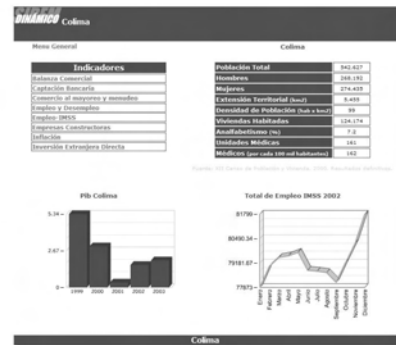 DINÁMICO Colima
Menu General
Colima
Indicadores
Balanza Comercial
Captación Bancaria
Comercio al mayoreo y menudeo
Empleo y Desempleo
Empleo-IMSS
Empresas Constructoras
Inflación
Inversión Extranjera Directa
Población Total 542.627
Hombres 268.192
Mujeres 274.435
Extensión Territorial (km2) 5.455
Densidad de Población (hab x km2) 99
Viviendas Habitadas 124.174
Analfabetismo (%) 7.2
Unidades Médicas 161
Médicos (por cada 100 mil habitantes) 162
Pib Colima
5.34
2.67
0
1999 2000 2001 2002 2003
Total de Empleo IMSS 2002
81798
80490.34
79181.67
77873
Enero
Febrero
Marzo
Abril
Mayo
Junio
Julio
Agosto
Septiembre
Octubre
Noviembre
Diciembre
Colima